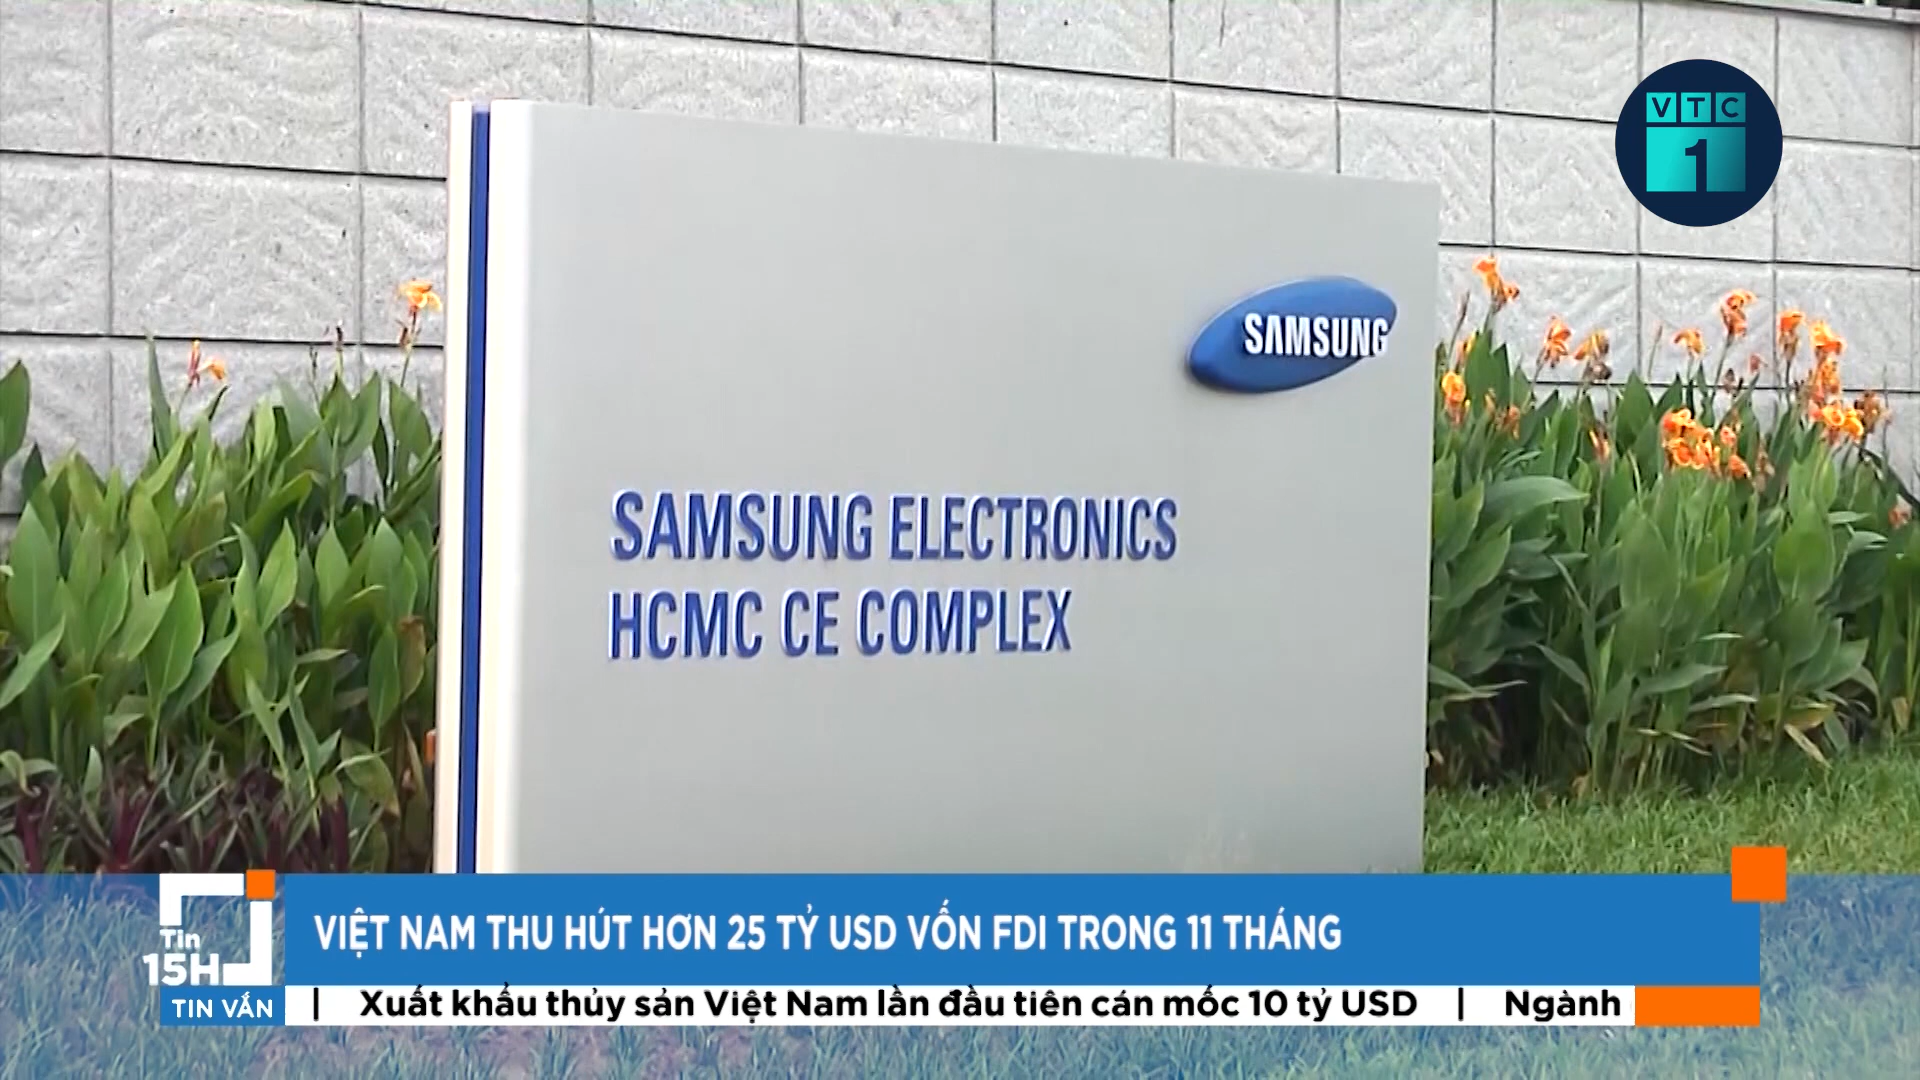 VTC
1
SAMSUNG
SAMSUNG ELECTRONICS
HCMC CE COMPLEX
Tin
15H
VIỆT NAM THU HÚT HƠN 25 TỶ USD VỐN FDI TRONG 11 THÁNG
TIN VẮN | Xuất khẩu thủy sản Việt Nam lần đầu tiên cán mốc 10 tỷ USD | Ngành